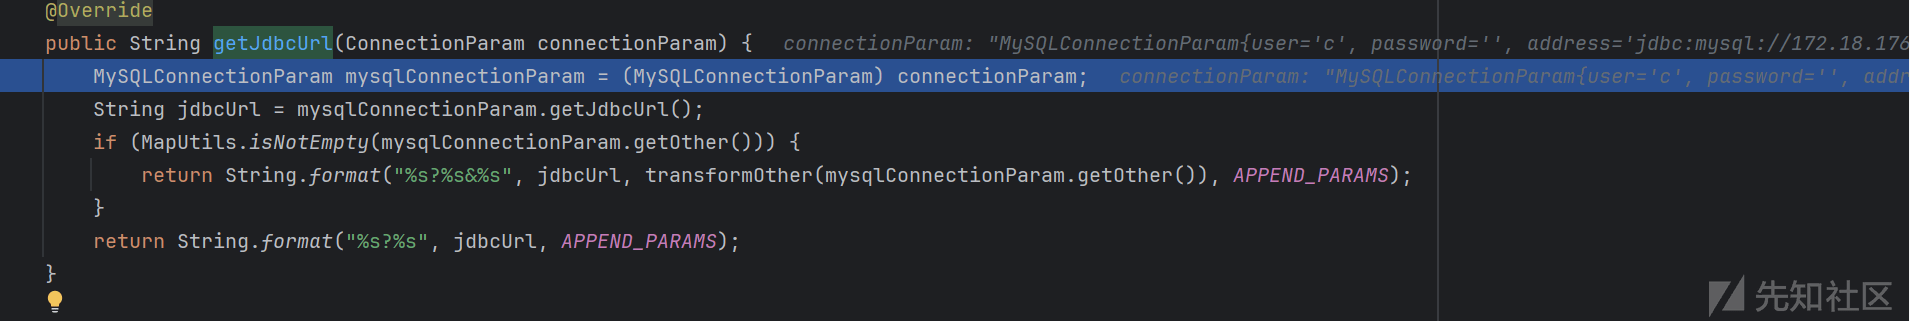 @Override
public String getJdbcUrl(ConnectionParam connectionParam) {   connectionParam: "MySQLConnectionParam{user='c', password='', address='jdbc:mysql://172.18.176
    MySQLConnectionParam mysqlConnectionParam = (MySQLConnectionParam) connectionParam;   connectionParam: "MySQLConnectionParam{user='c', password='', addr
    String jdbcUrl = mysqlConnectionParam.getJdbcUrl();
    if (MapUtils.isNotEmpty(mysqlConnectionParam.getOther())) {
        return String.format("%s?%s&%s", jdbcUrl, transformOther(mysqlConnectionParam.getOther()), APPEND_PARAMS);
    }
    return String.format("%s?%s", jdbcUrl, APPEND_PARAMS);
}
先知社区